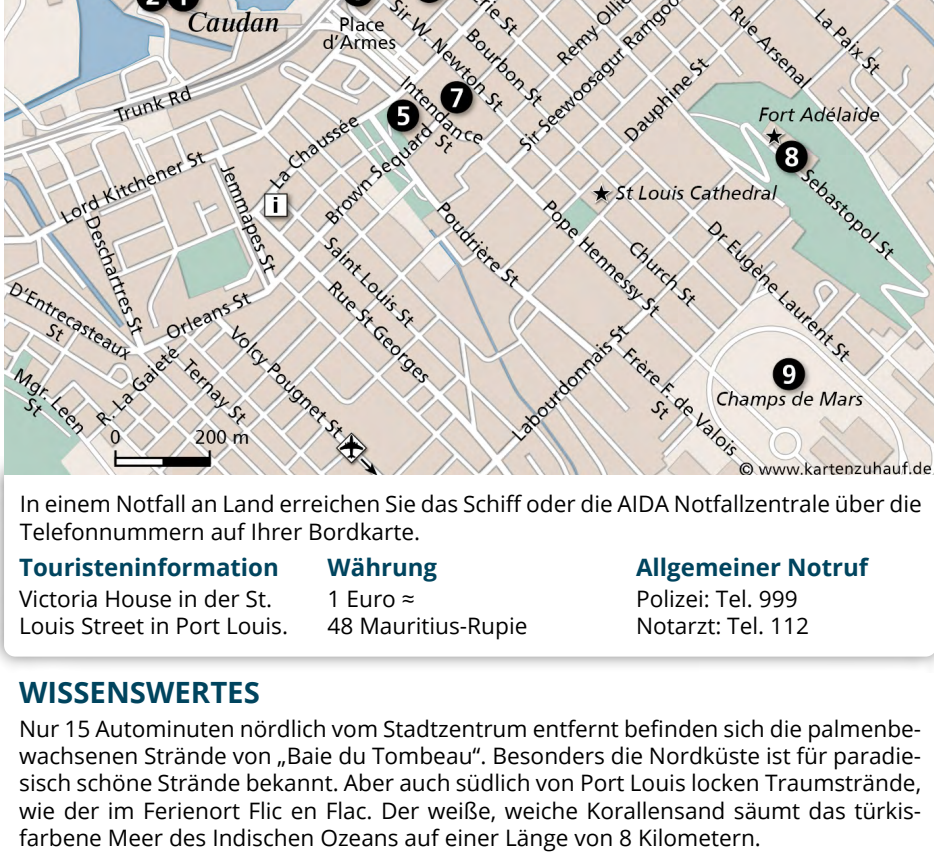 2
1
Caudan
Place
d'Armes
Sir W. Newton St
Bourbon St
Remy Ollie
Sir Seewoosagur Ramgoo
Rue Arsenal
La Paix St
Trunk Rd
Intendance
St
7
5
Dauphine St
Fort Adélaide
8
La Chaussée
Brown Sequard
Lord Kitchener St
Jemmapes St
i
St Louis Cathedral
Sebastopol St
Deschartres St
Saint Louis St
Poudrière St
Pope Hennessy St
Church St
Dr Eugène Laurent St
D'Entrecasteaux
St
Orleans St
Rue St Georges
Volcy Pougnet St
R. La Gaieté
Ternay St
Mgr. Leen
St
Labourdonnais St
Frère F. de Valois
St
9
Champs de Mars
0 200 m
© www.kartenzuhauf.de
In einem Notfall an Land erreichen Sie das Schiff oder die AIDA Notfallzentrale über die
Telefonnummern auf Ihrer Bordkarte.
Touristeninformation
Victoria House in der St.
Louis Street in Port Louis.
Währung
1 Euro ≈
48 Mauritius-Rupie
Allgemeiner Notruf
Polizei: Tel. 999
Notarzt: Tel. 112
WISSENSWERTES
Nur 15 Autominuten nördlich vom Stadtzentrum entfernt befinden sich die palmenbe-
wachsenen Strände von „Baie du Tombeau“. Besonders die Nordküste ist für paradie-
sisch schöne Strände bekannt. Aber auch südlich von Port Louis locken Traumstrände,
wie der im Ferienort Flic en Flac. Der weiße, weiche Korallensand säumt das türkis-
farbene Meer des Indischen Ozeans auf einer Länge von 8 Kilometern.